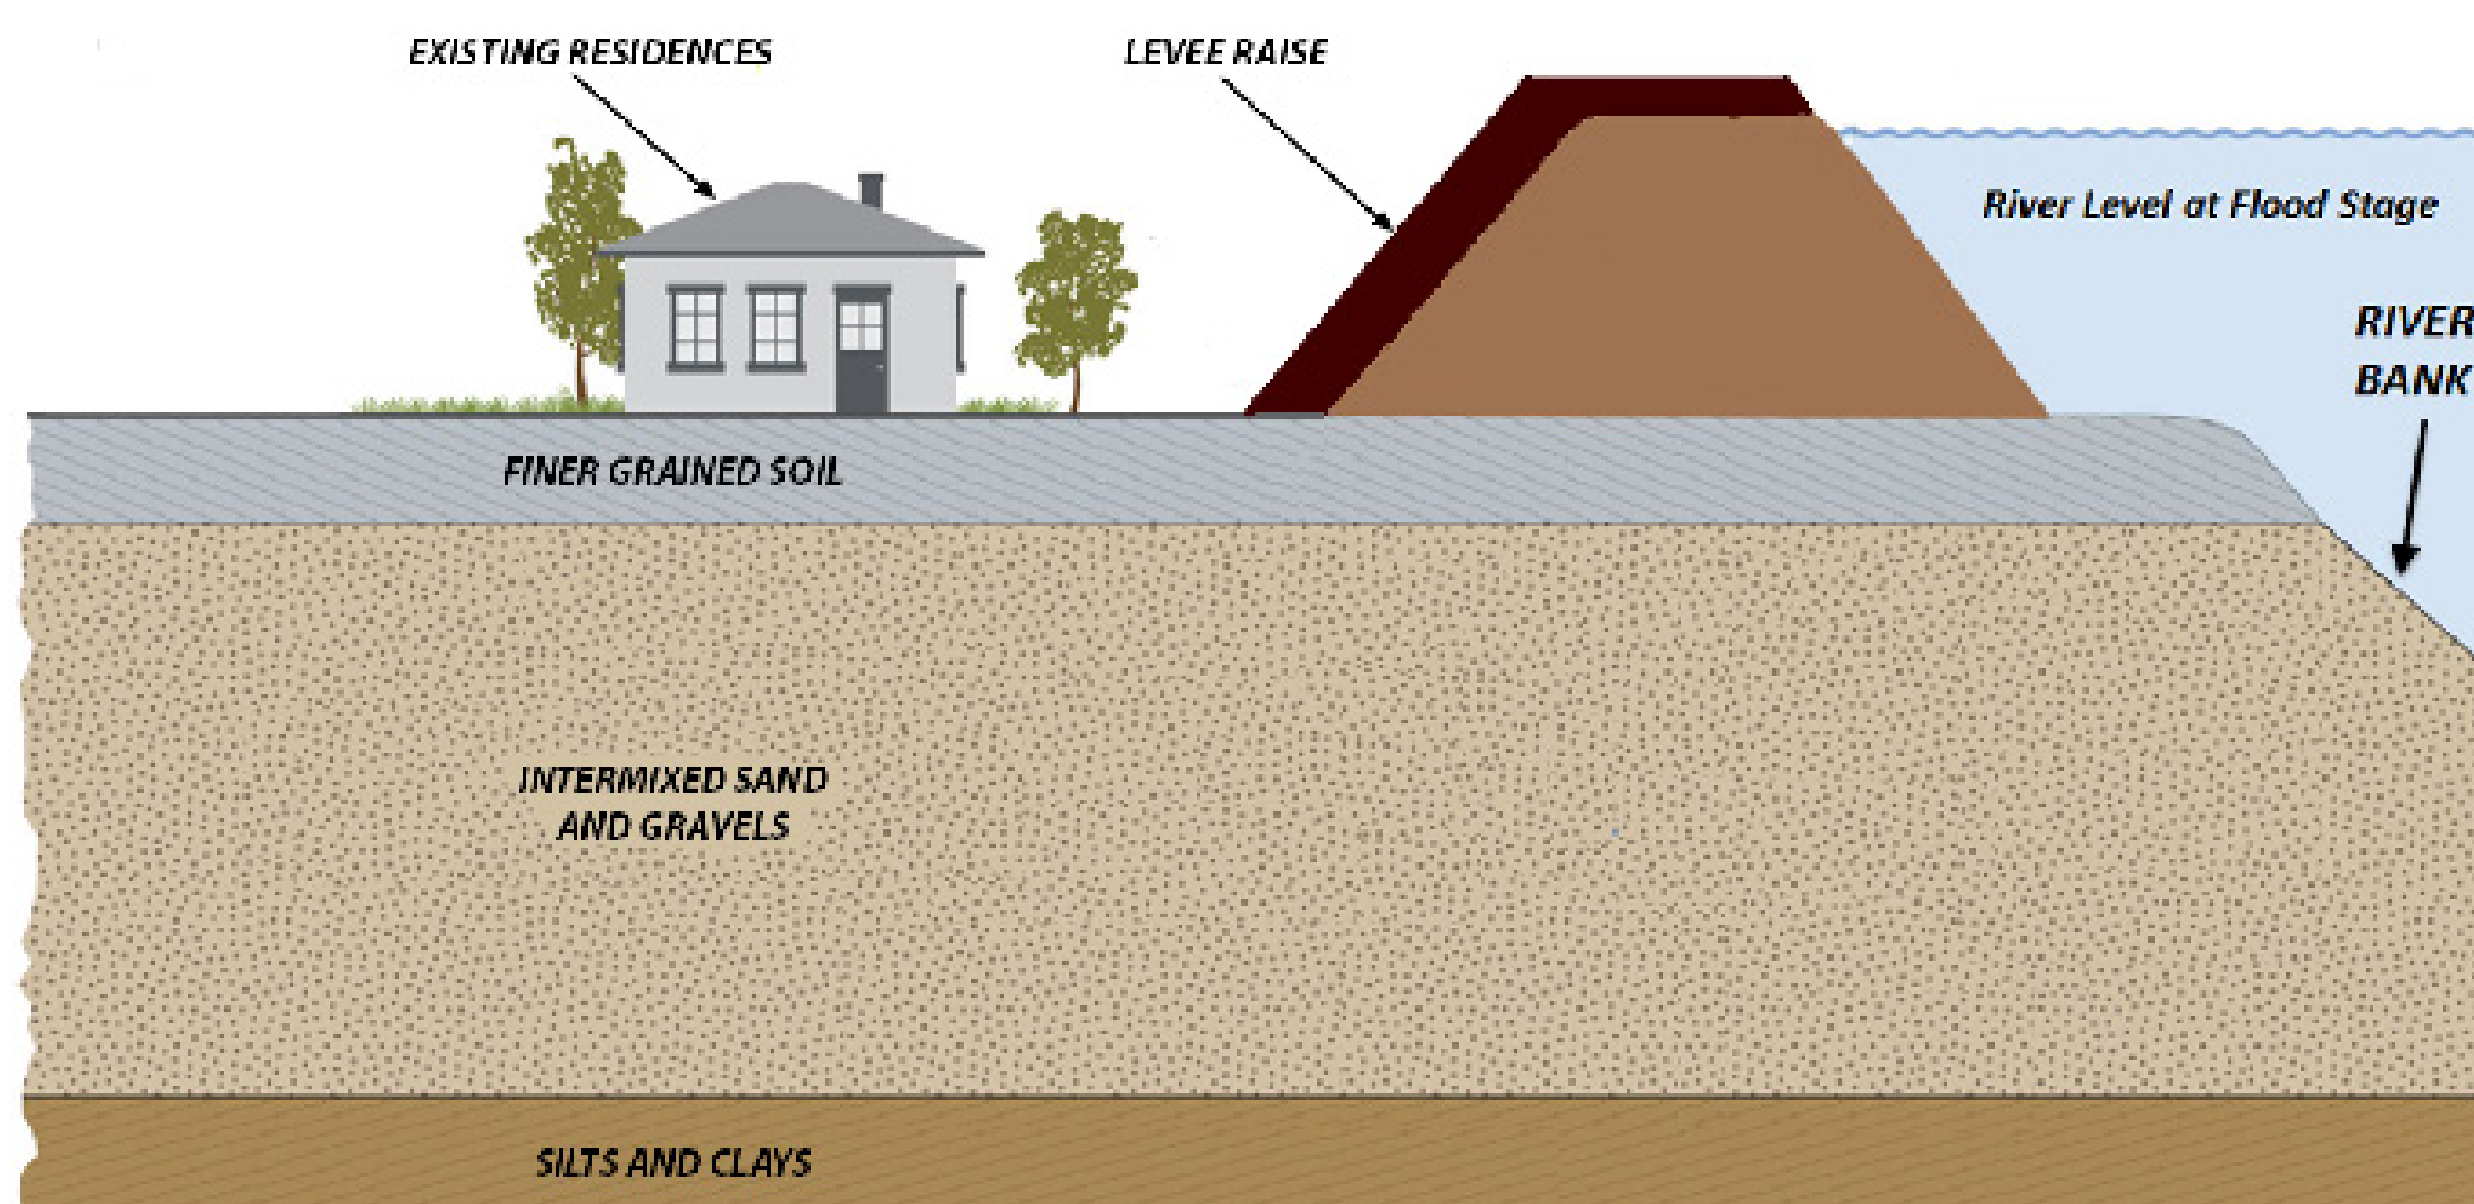 EXISTING RESIDENCES
LEVEE RAISE
River Level at Flood Stage
RIVER
BANK
FINER GRAINED SOIL
INTERMIXED SAND
AND GRAVELS
SILTS AND CLAYS